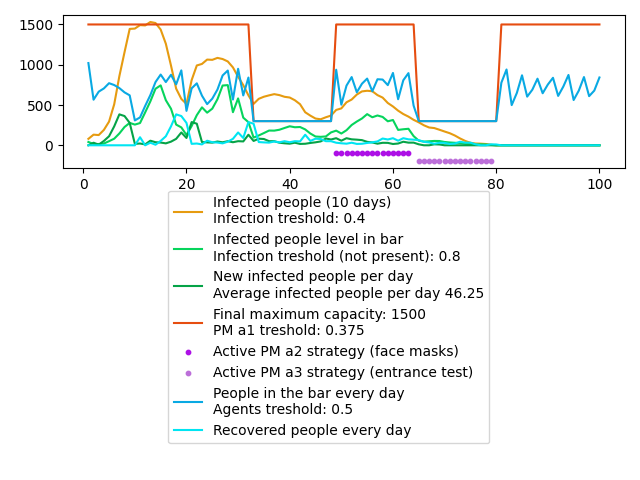 1500
1000
500
0
0
20
40
60
80
100
Infected people (10 days)
Infection treshold: 0.4
Infected people level in bar
Infection treshold (not present): 0.8
New infected people per day
Average infected people per day 46.25
Final maximum capacity: 1500
PM a1 treshold: 0.375
Active PM a2 strategy (face masks)
Active PM a3 strategy (entrance test)
People in the bar every day
Agents treshold: 0.5
Recovered people every day